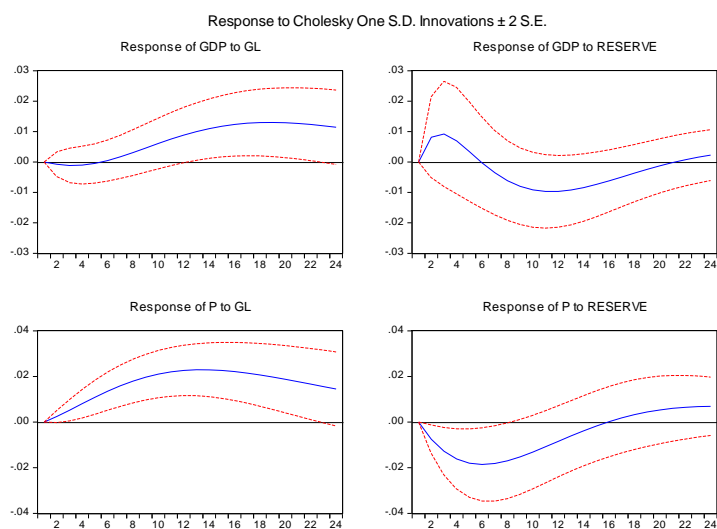 Response to Cholesky One S.D. Innovations ± 2 S.E.
Response of GDP to GL
.03
.02
.01
.00
-.01
-.02
-.03
2 4 6 8 10 12 14 16 18 20 22 24
Response of GDP to RESERVE
.03
.02
.01
.00
-.01
-.02
-.03
2 4 6 8 10 12 14 16 18 20 22 24
Response of P to GL
.04
.02
.00
-.02
-.04
2 4 6 8 10 12 14 16 18 20 22 24
Response of P to RESERVE
.04
.02
.00
-.02
-.04
2 4 6 8 10 12 14 16 18 20 22 24